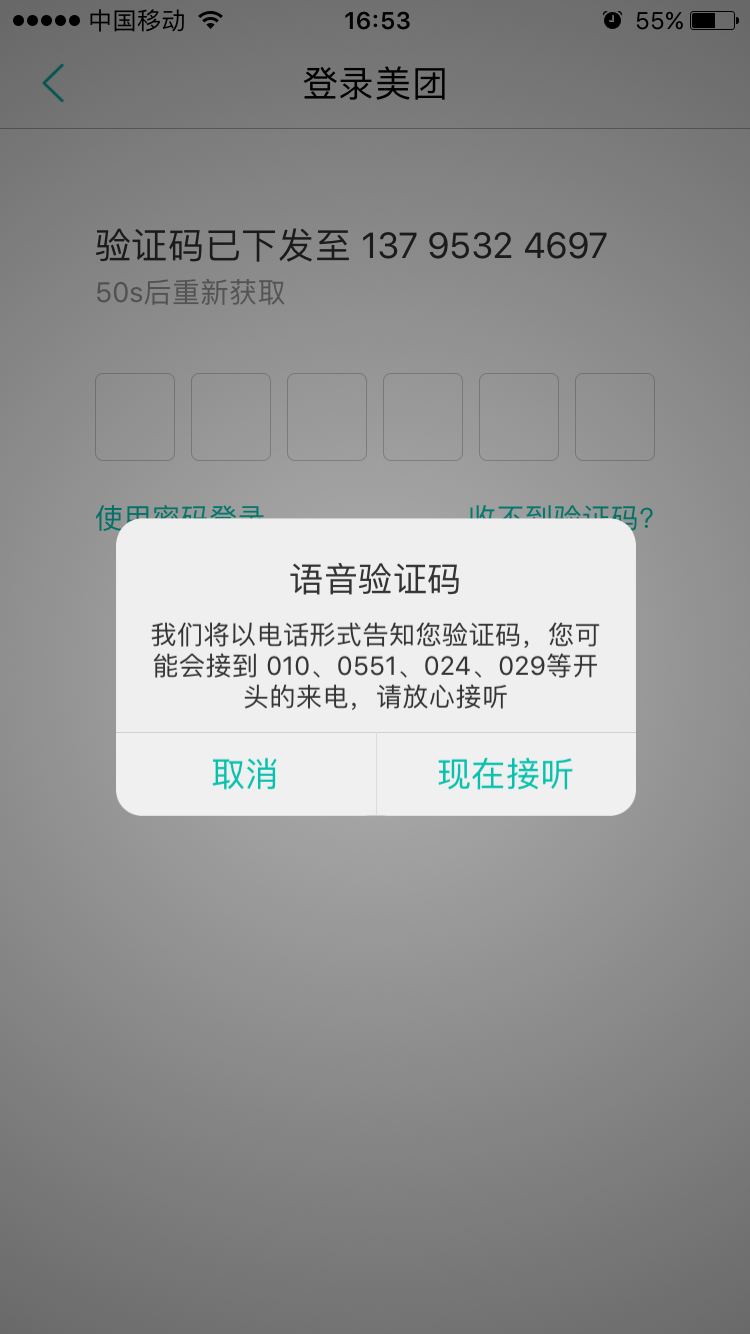 中国移动 16:53 55%
登录美团
验证码已下发至 137 9532 4697
50s后重新获取
使用密码登录 收不到验证码?
语音验证码
我们将以电话形式告知您验证码，您可
能会接到 010、0551、024、029等开
头的来电，请放心接听
取消 现在接听